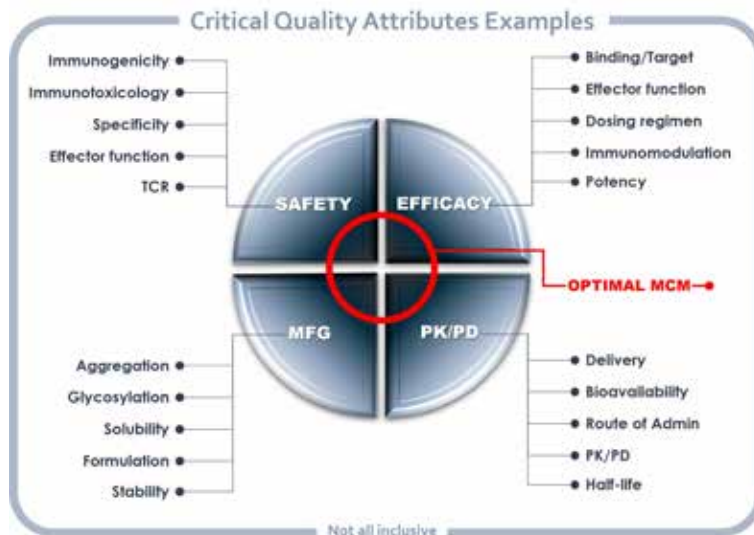 Critical Quality Attributes Examples
Immunogenicity
Immunotoxicology
Specificity
Effector function
TCR
Binding/Target
Effector function
Dosing regimen
Immunomodulation
Potency
SAFETY
EFFICACY
OPTIMAL MCM
MFG
PK/PD
Aggregation
Glycosylation
Solubility
Formulation
Stability
Delivery
Bioavailability
Route of Admin
PK/PD
Half-life
Not all inclusive